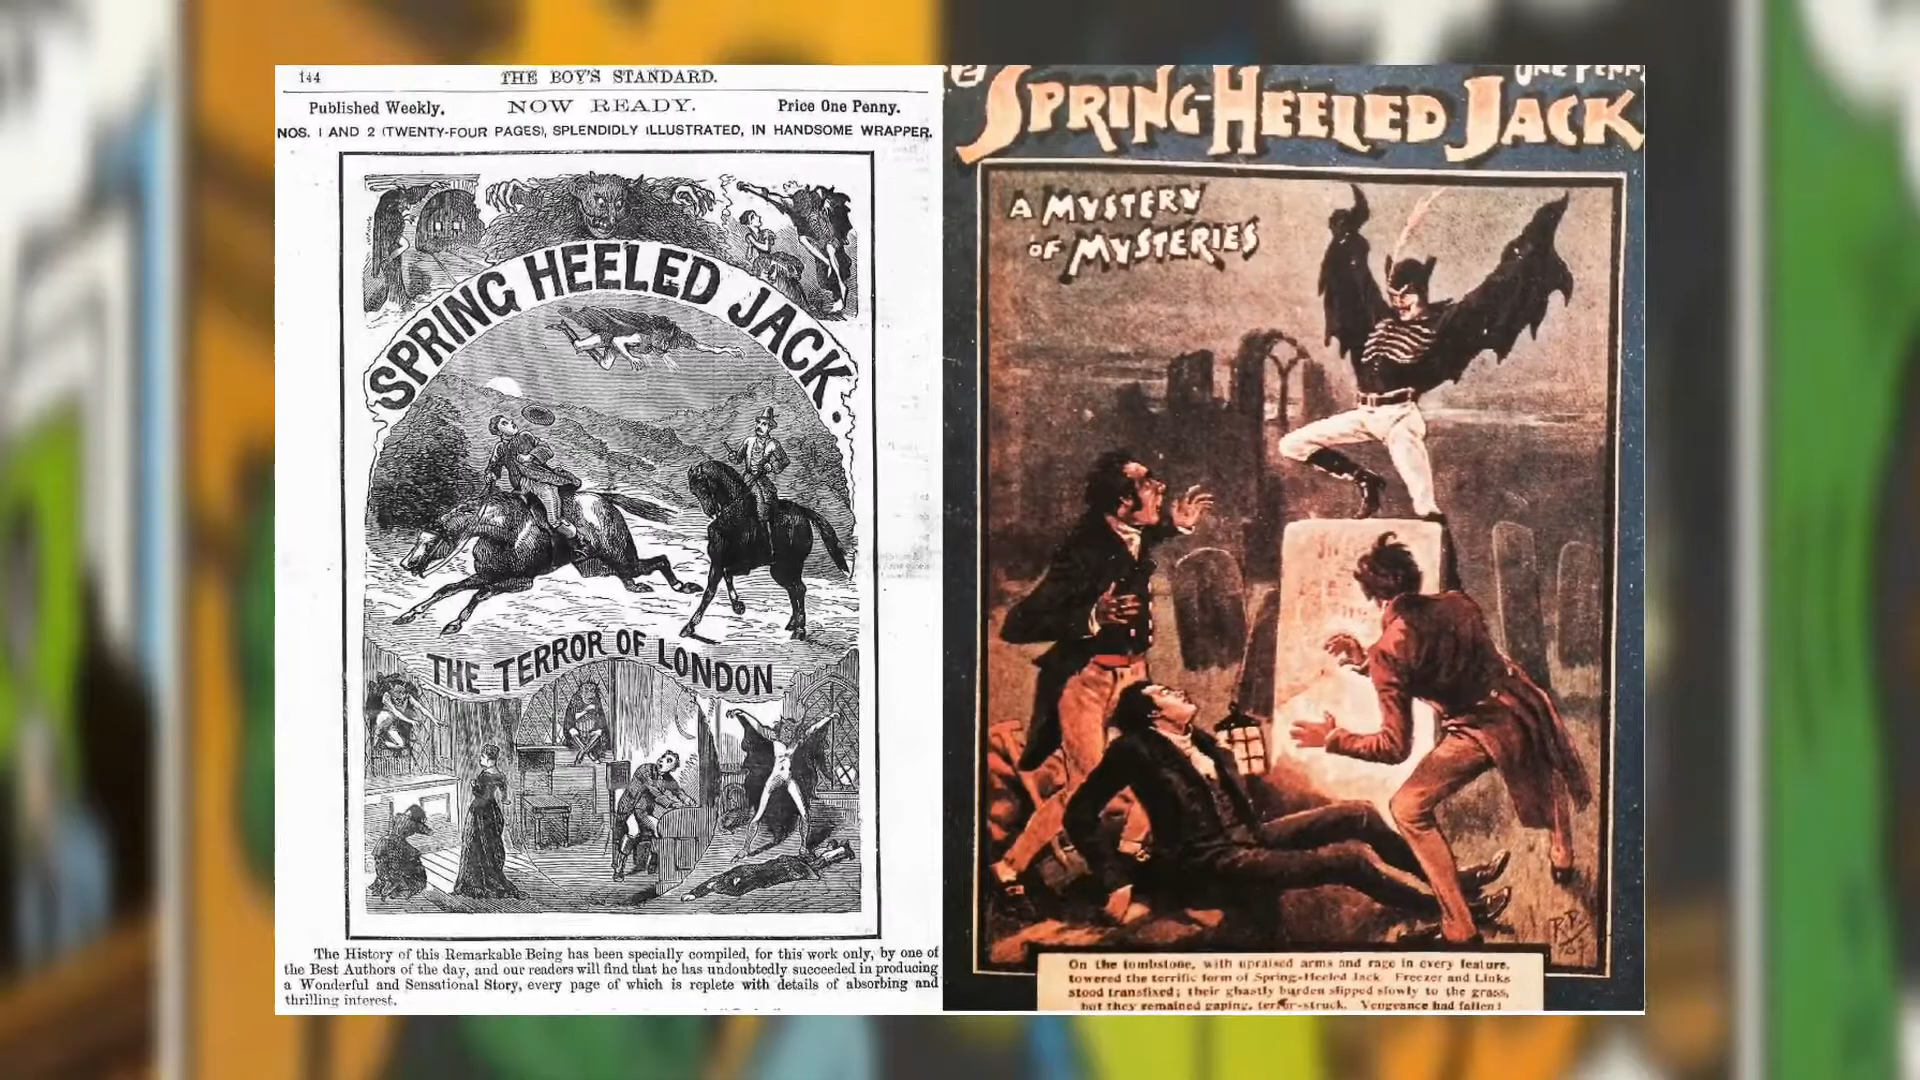 144
THE BOY'S STANDARD.
Published Weekly.
NOW READY.
Price One Penny.
NOS. 1 AND 2 (TWENTY-FOUR PAGES), SPLENDIDLY ILLUSTRATED, IN HANDSOME WRAPPER.
SPRING HEELED JACK.
THE TERROR OF LONDON.
The History of this Remarkable Being has been specially compiled, for this work only, by one of
the Best Authors of the day, and our readers will find that he has undoubtedly succeeded in producing
a Wonderful and Sensational Story, every page of which is replete with details of absorbing and
thrilling interest.
2
ONE PENN
SPRING-HEELED JACK
A MYSTERY
OF MYSTERIES
On the tombstone, with upraised arms and rage in every feature,
towered the terrific form of Spring-Heeled Jack. Freezer and Links
stood transfixed; their ghastly burden slipped slowly to the grass,
but they remained gaping, terror-struck. Vengeance had fallen!